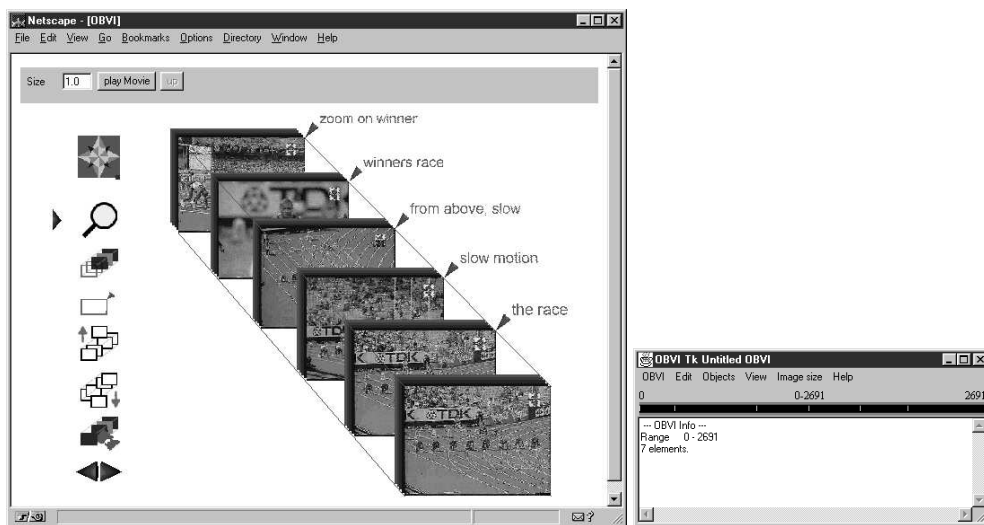 Netscape - [OBVI]
File Edit View Go Bookmarks Options Directory Window Help
Size 1.0 play Movie up
zoom on winner
winners race
from above, slow
slow motion
the race
TDK
TDK
TDK
TDK
OBVI Tk Untitled OBVI
OBVI Edit Objects View Image size Help
0 0-2691 2691
--- OBVI Info ---
Range 0 - 2691
7 elements.